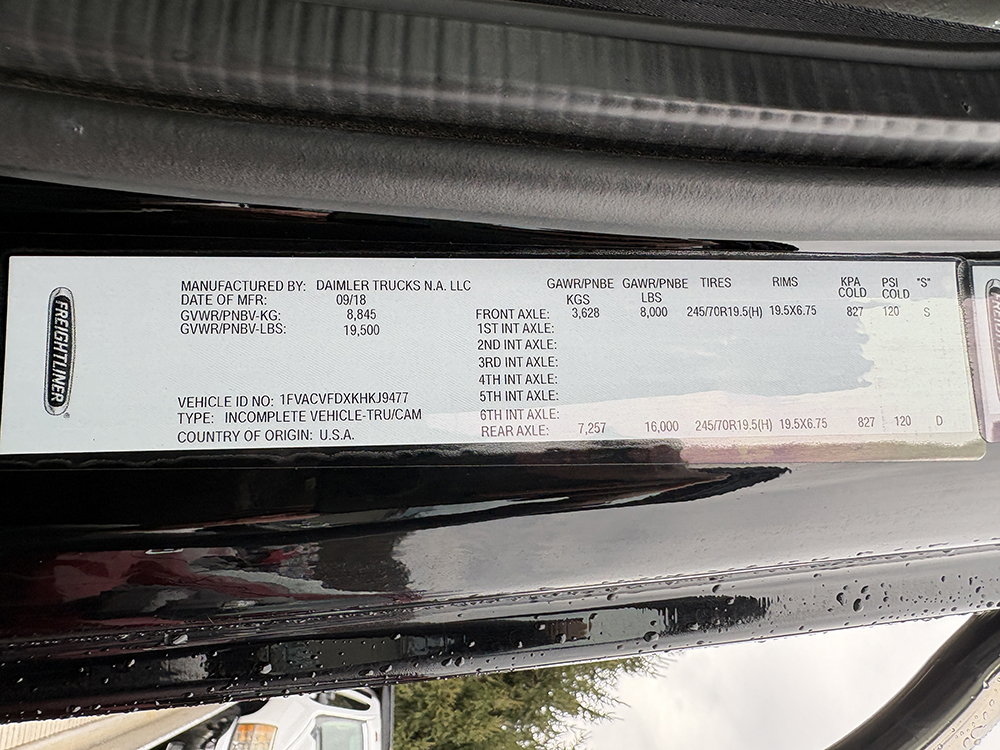 FREIGHTLINER
MANUFACTURED BY: DAIMLER TRUCKS N.A. LLC
DATE OF MFR: 09/18
GVWR/PNBV-KG: 8,845
GVWR/PNBV-LBS: 19,500
VEHICLE ID NO: 1FVACVFDXKHKJ9477
TYPE: INCOMPLETE VEHICLE-TRU/CAM
COUNTRY OF ORIGIN: U.S.A.
GAWR/PNBE GAWR/PNBE TIRES RIMS KPA PSI "S"
KGS LBS COLD COLD
FRONT AXLE: 3,628 8,000 245/70R19.5(H) 19.5X6.75 827 120 S
1ST INT AXLE:
2ND INT AXLE:
3RD INT AXLE:
4TH INT AXLE:
5TH INT AXLE:
6TH INT AXLE:
REAR AXLE: 7,257 16,000 245/70R19.5(H) 19.5X6.75 827 120 D